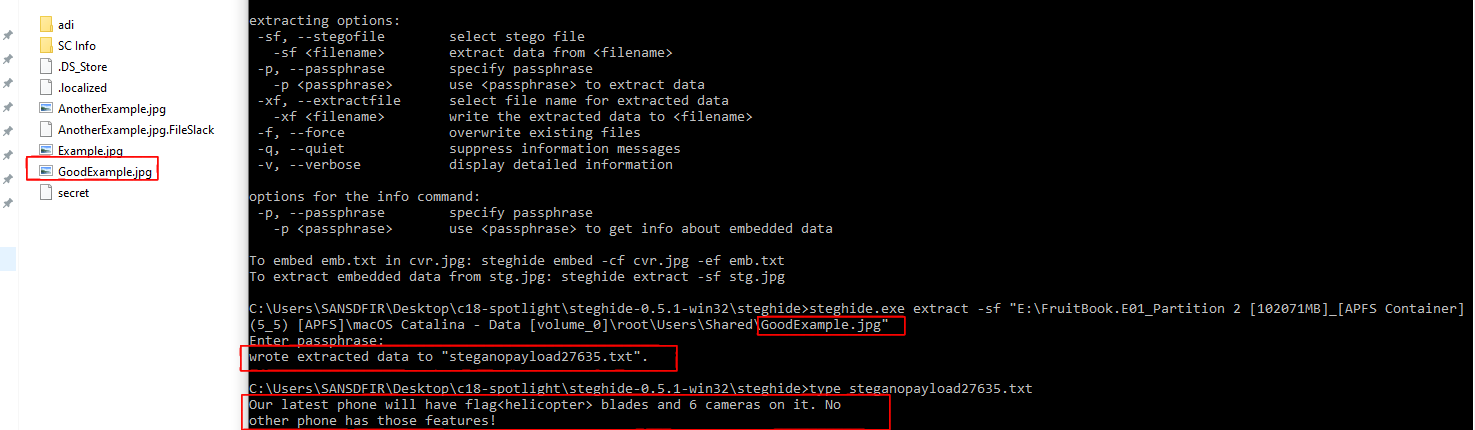 adi
SC Info
.DS_Store
.localized
AnotherExample.jpg
AnotherExample.jpg.FileSlack
Example.jpg
GoodExample.jpg
secret
extracting options:
-sf, --stegofile select stego file
-sf <filename> extract data from <filename>
-p, --passphrase specify passphrase
-p <passphrase> use <passphrase> to extract data
-xf, --extractfile select file name for extracted data
-xf <filename> write the extracted data to <filename>
-f, --force overwrite existing files
-q, --quiet suppress information messages
-v, --verbose display detailed information
options for the info command:
-p, --passphrase specify passphrase
-p <passphrase> use <passphrase> to get info about embedded data
To embed emb.txt in cvr.jpg: steghide embed -cf cvr.jpg -ef emb.txt
To extract embedded data from stg.jpg: steghide extract -sf stg.jpg
C:\Users\SANSDFIR\Desktop\c18-spotlight\steghide-0.5.1-win32\steghide>steghide.exe extract -sf "E:\FruitBook.E01_Partition 2 [102071MB]_[APFS Container]
(5_5) [APFS]\macOS Catalina - Data [volume_0]\root\Users\Shared\GoodExample.jpg"
Enter passphrase:
wrote extracted data to "steganopayload27635.txt".
C:\Users\SANSDFIR\Desktop\c18-spotlight\steghide-0.5.1-win32\steghide>type steganopayload27635.txt
Our latest phone will have flag<helicopter> blades and 6 cameras on it. No
other phone has those features!